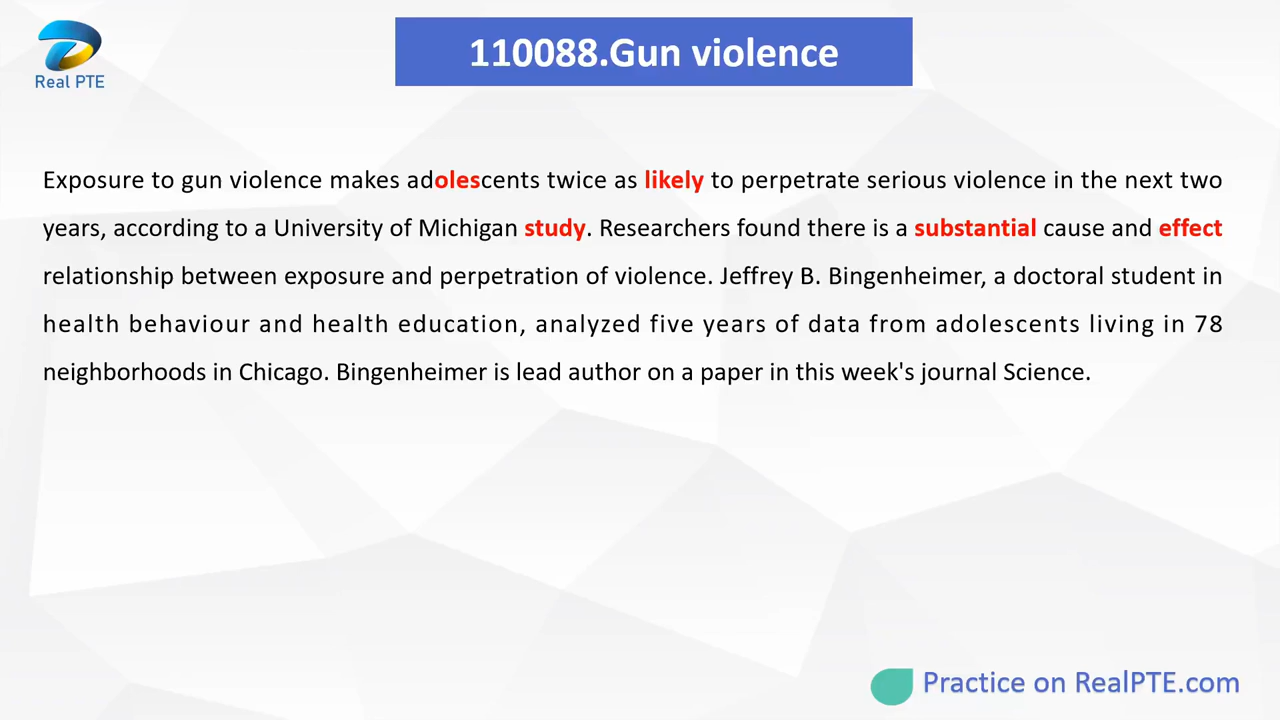 Real PTE
110088.Gun violence
Exposure to gun violence makes adolescents twice as likely to perpetrate serious violence in the next two
years, according to a University of Michigan study. Researchers found there is a substantial cause and effect
relationship between exposure and perpetration of violence. Jeffrey B. Bingenheimer, a doctoral student in
health behaviour and health education, analyzed five years of data from adolescents living in 78
neighborhoods in Chicago. Bingenheimer is lead author on a paper in this week's journal Science.
Practice on RealPTE.com